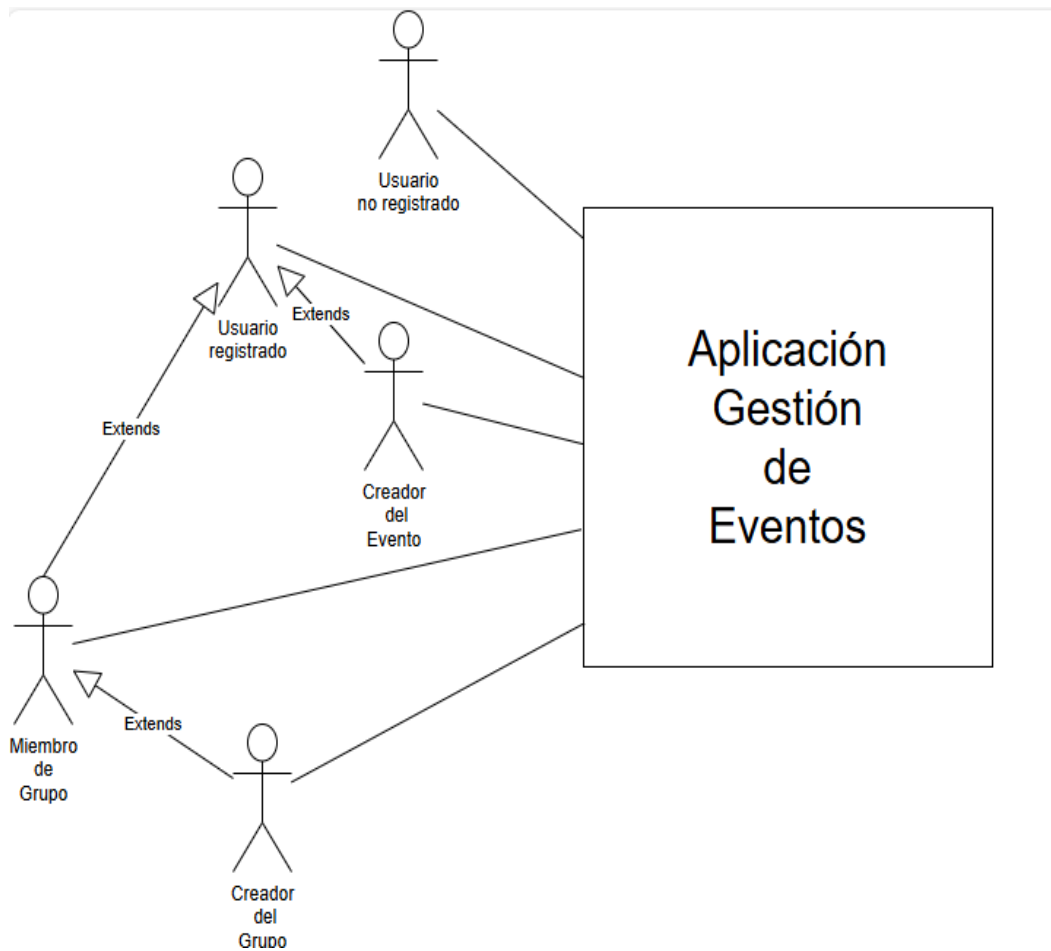 Usuario
no registrado
Usuario
registrado
Extends
Creador
del
Evento
Aplicación
Gestión
de
Eventos
Extends
Miembro
de
Grupo
Extends
Creador
del
Grupo